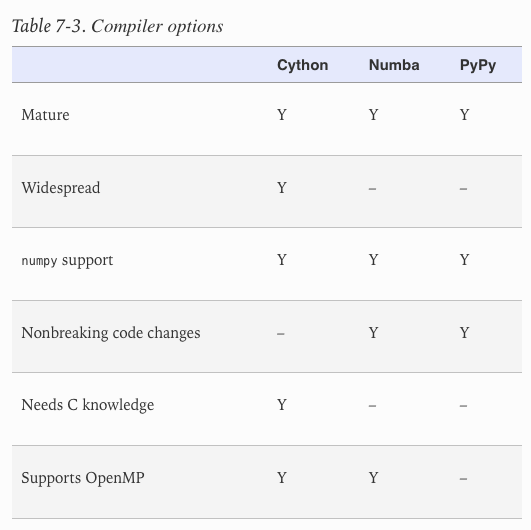 Table 7-3. Compiler options
Cython Numba PyPy
Mature Y Y Y
Widespread Y – –
numpy support Y Y Y
Nonbreaking code changes – Y Y
Needs C knowledge Y – –
Supports OpenMP Y Y –